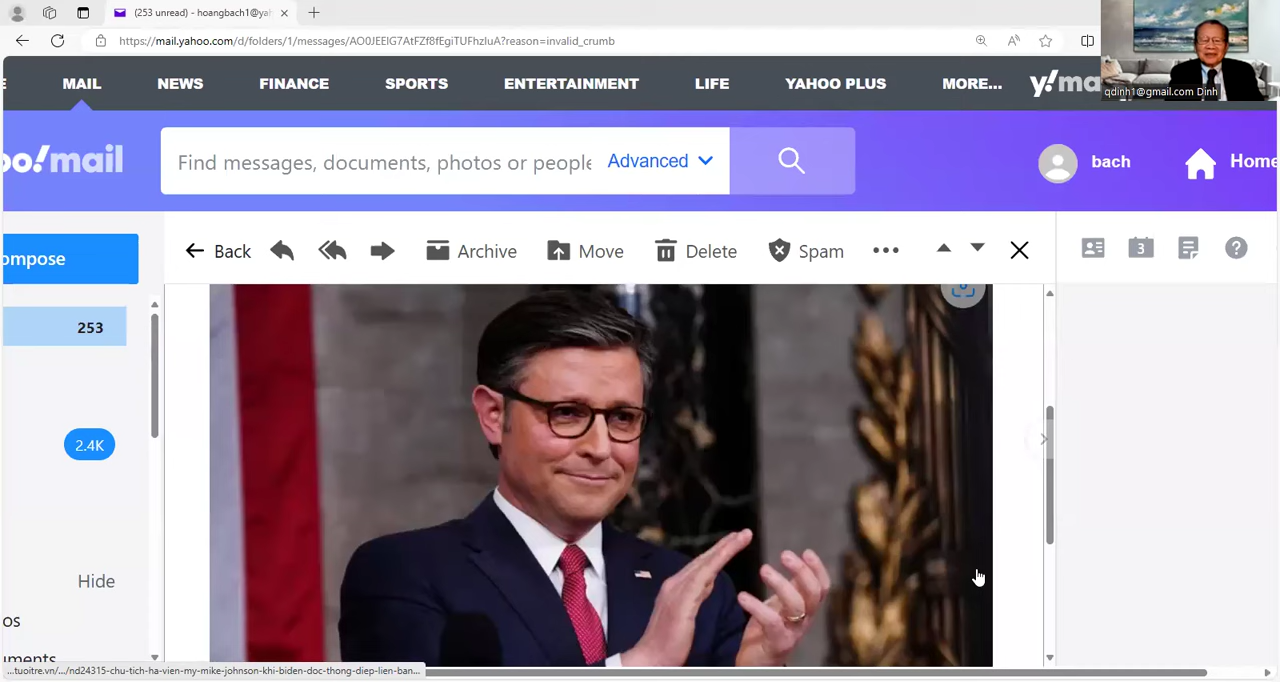 (253 unread) - hoangbach1@ya
https://mail.yahoo.com/d/folders/1/messages/AO0JEElG7AtFZf8fEgiTUFhzIuA?reason=invalid_crumb
MAIL NEWS FINANCE SPORTS ENTERTAINMENT LIFE YAHOO PLUS MORE... y!ma
qdinh1@gmail.com Dinh
oo!mail Find messages, documents, photos or people Advanced bach Home
ompose Back Archive Move Delete Spam ••• 3
253
2.4K
Hide
os
uments
...tuoitre.vn/.../nd24315-chu-tich-ha-vien-my-mike-johnson-khi-biden-doc-thong-diep-lien-ban...